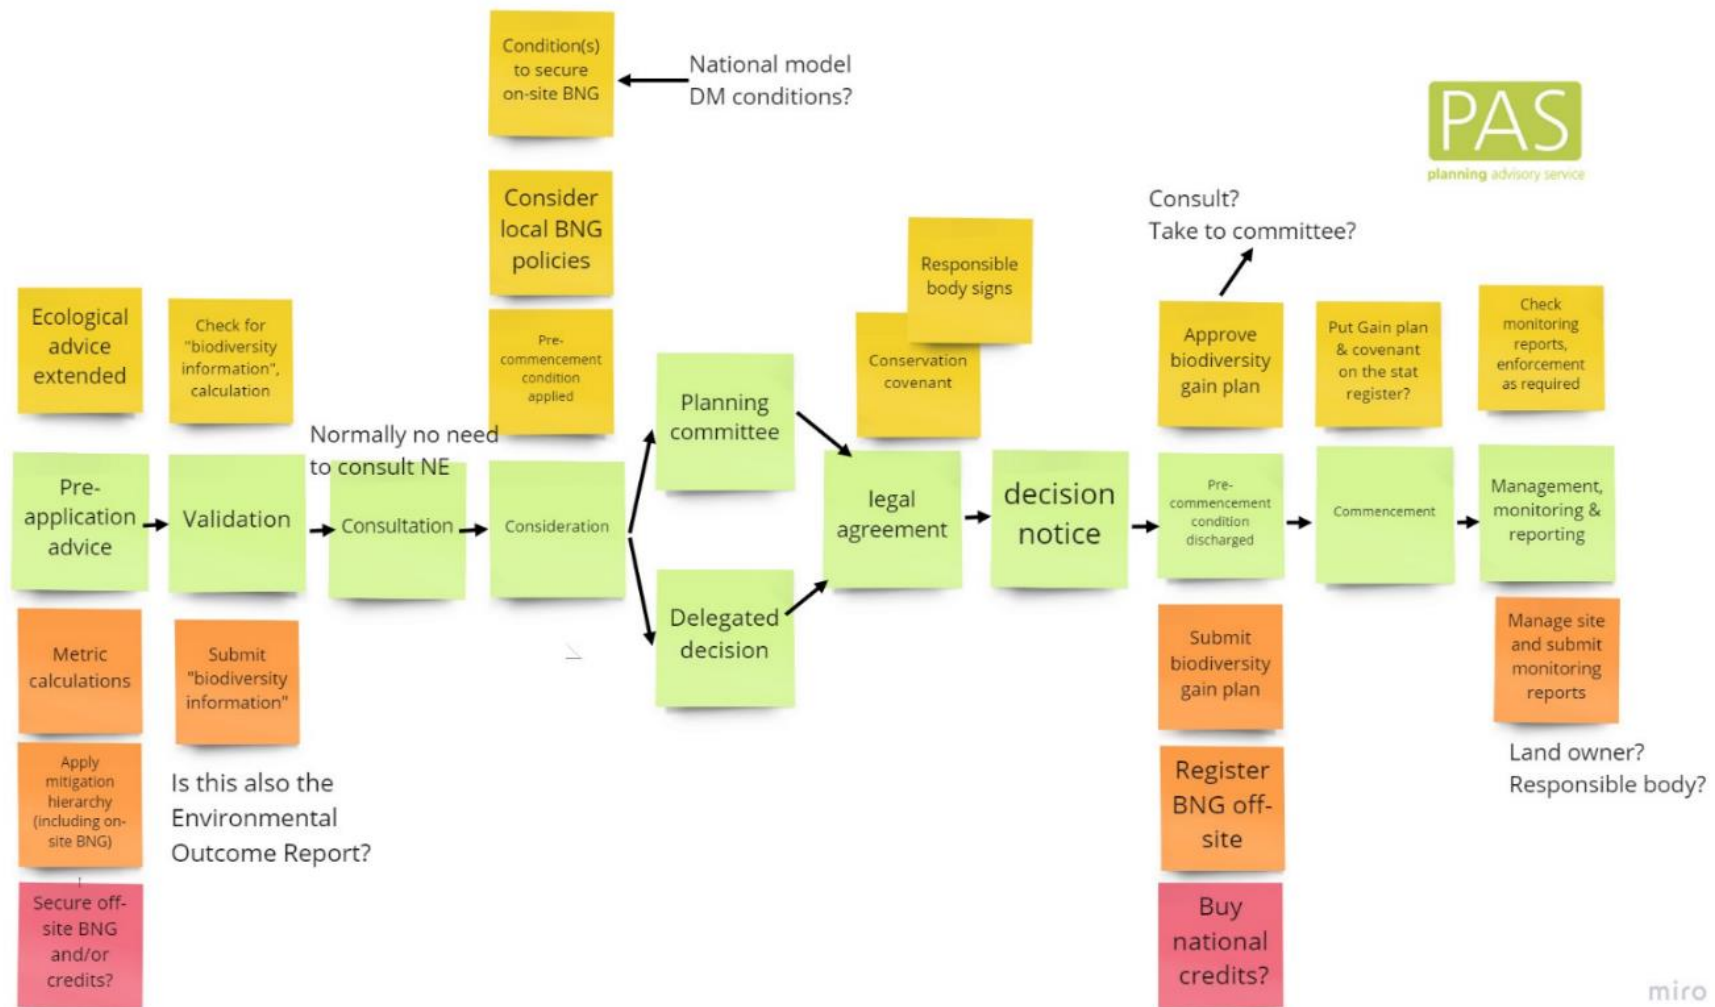 Condition(s)
to secure
on-site BNG
National model
DM conditions?
PAS
planning advisory service
Consider
local BNG
policies
Consult?
Take to committee?
Responsible
body signs
Ecological
advice
extended
Check for
"biodiversity
information",
calculation
Pre-
commencement
condition
applied
Conservation
covenant
Approve
biodiversity
gain plan
Put Gain plan
& covenant
on the stat
register?
Check
monitoring
reports,
enforcement
as required
Normally no need
to consult NE
Planning
committee
Pre-
application
advice
Validation
Consultation
Consideration
legal
agreement
decision
notice
Pre-
commencement
condition
discharged
Commencement
Management,
monitoring &
reporting
Delegated
decision
Metric
calculations
Submit
"biodiversity
information"
Submit
biodiversity
gain plan
Manage site
and submit
monitoring
reports
Apply
mitigation
hierarchy
(including on-
site BNG)
Is this also the
Environmental
Outcome Report?
Register
BNG off-
site
Land owner?
Responsible body?
Secure off-
site BNG
and/or
credits?
Buy
national
credits?
miro